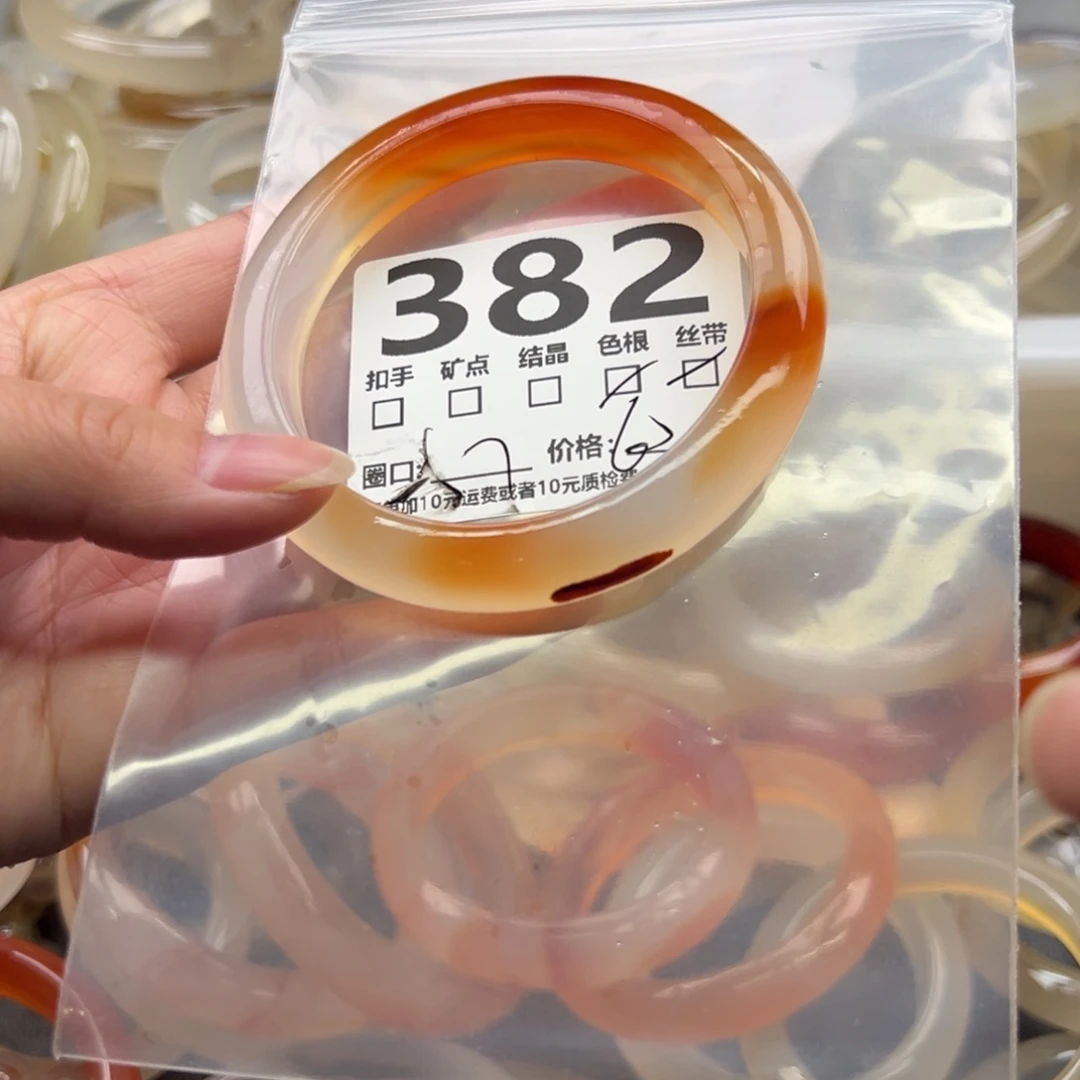 382
扣手 矿点 结晶 色根 丝带
圈口: 价格:
加10元运费或者10元质检费